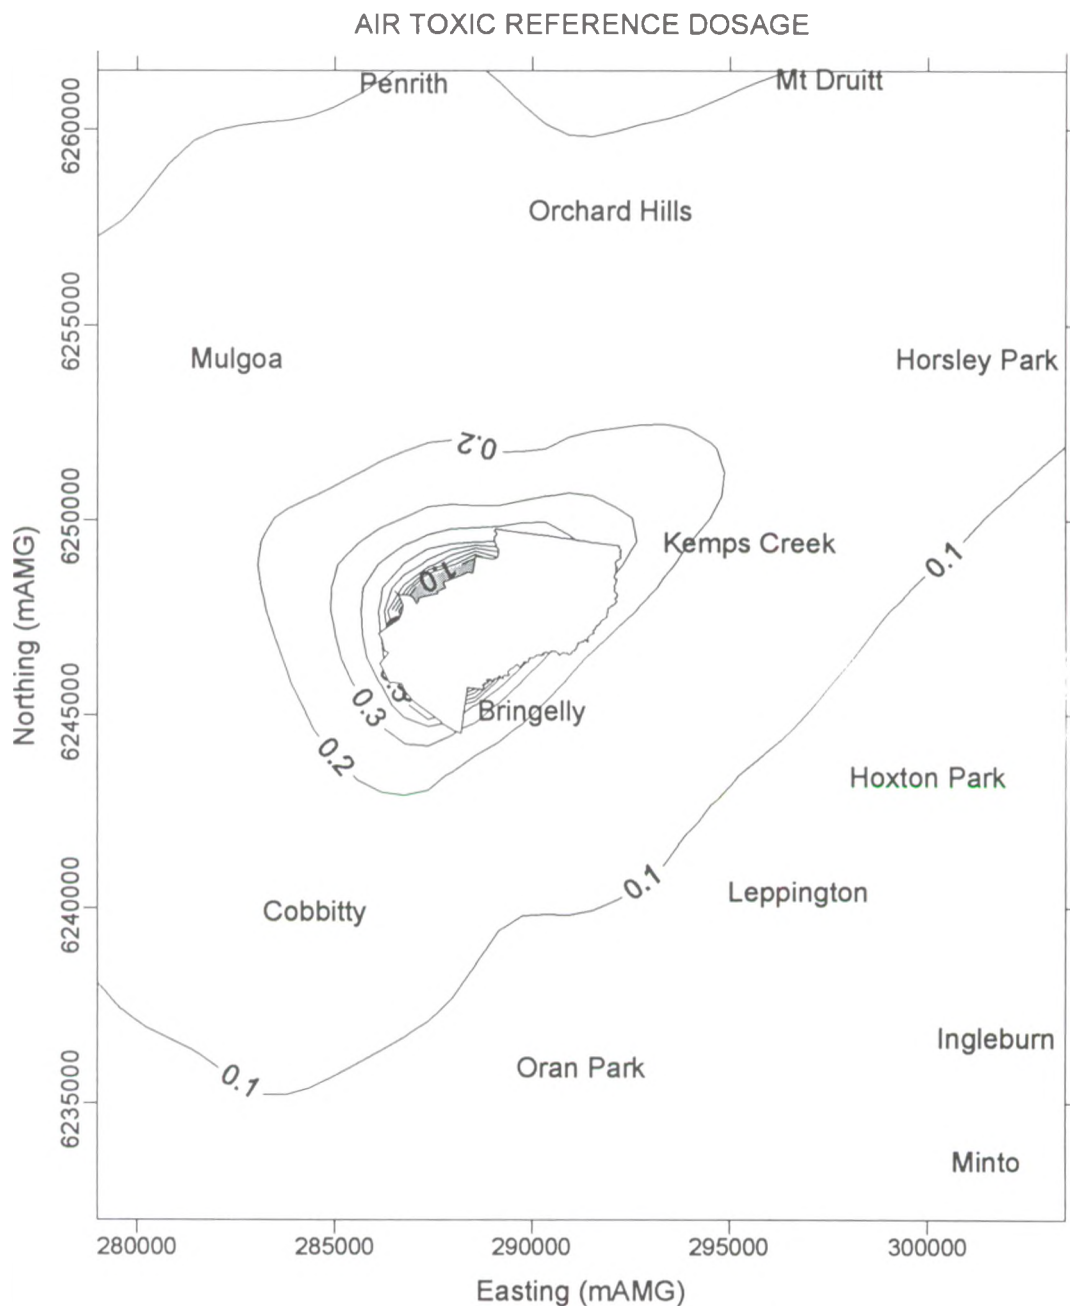 AIR TOXIC REFERENCE DOSAGE
Penrith
Mt Druitt
Orchard Hills
Mulgoa
Horsley Park
0.2
Kemps Creek
1.0
0.1
0.3
Bringelly
0.2
Hoxton Park
0.1
Leppington
Cobbitty
Ingleburn
Oran Park
0.1
Minto
6260000
6255000
6250000
6245000
6240000
6235000
Northing (mAMG)
280000
285000
290000
295000
300000
Easting (mAMG)